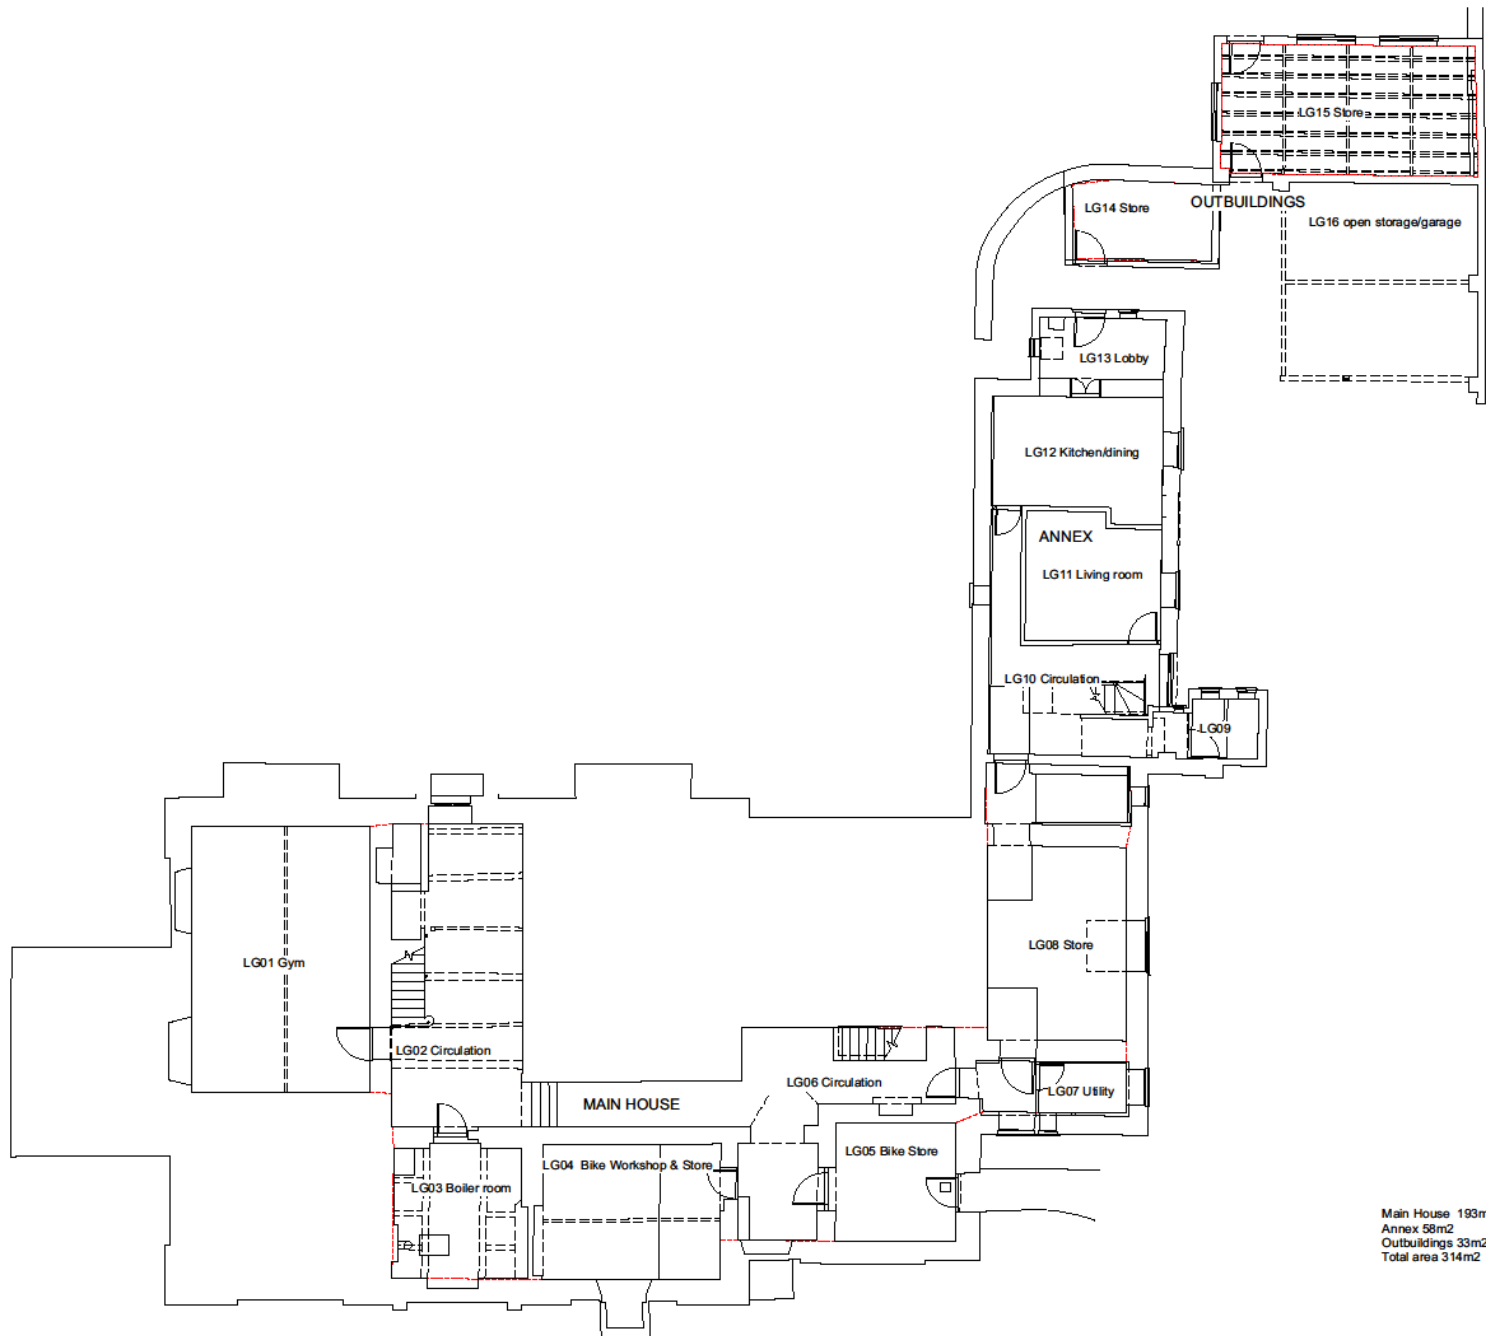 LG15 Store
OUTBUILDINGS
LG14 Store
LG16 open storage/garage
LG13 Lobby
LG12 Kitchen/dining
ANNEX
LG11 Living room
LG10 Circulation
LG09
LG08 Store
LG01 Gym
LG02 Circulation
LG06 Circulation
LG07 Utility
MAIN HOUSE
LG05 Bike Store
LG04 Bike Workshop & Store
LG03 Boiler room
Main House 193m
Annex 58m2
Outbuildings 33m2
Total area 314m2